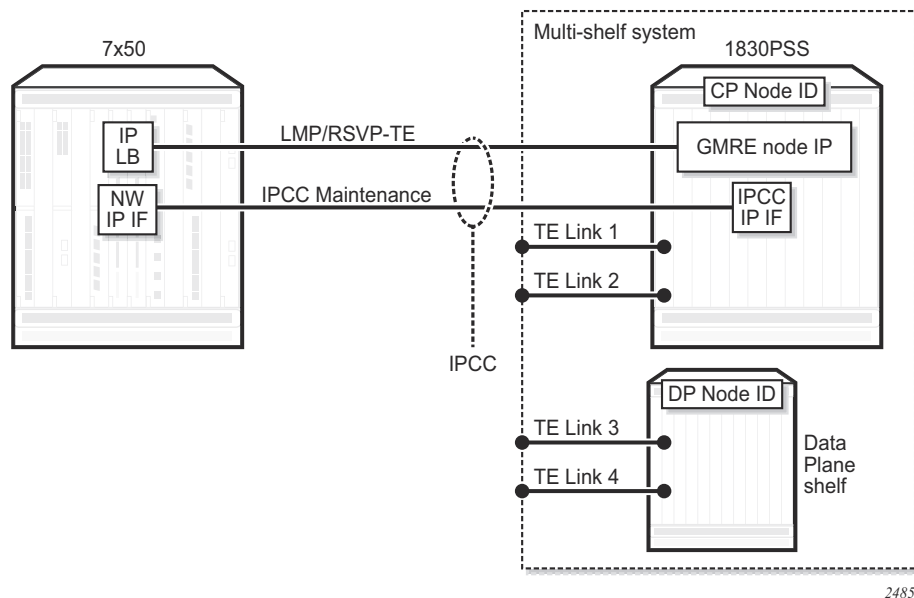 Multi-shelf system
7x50
1830PSS
CP Node ID
IP
LB
LMP/RSVP-TE
GMRE node IP
NW
IP IF
IPCC Maintenance
IPCC
IP IF
TE Link 1
TE Link 2
IPCC
DP Node ID
TE Link 3
TE Link 4
Data
Plane
shelf
2485